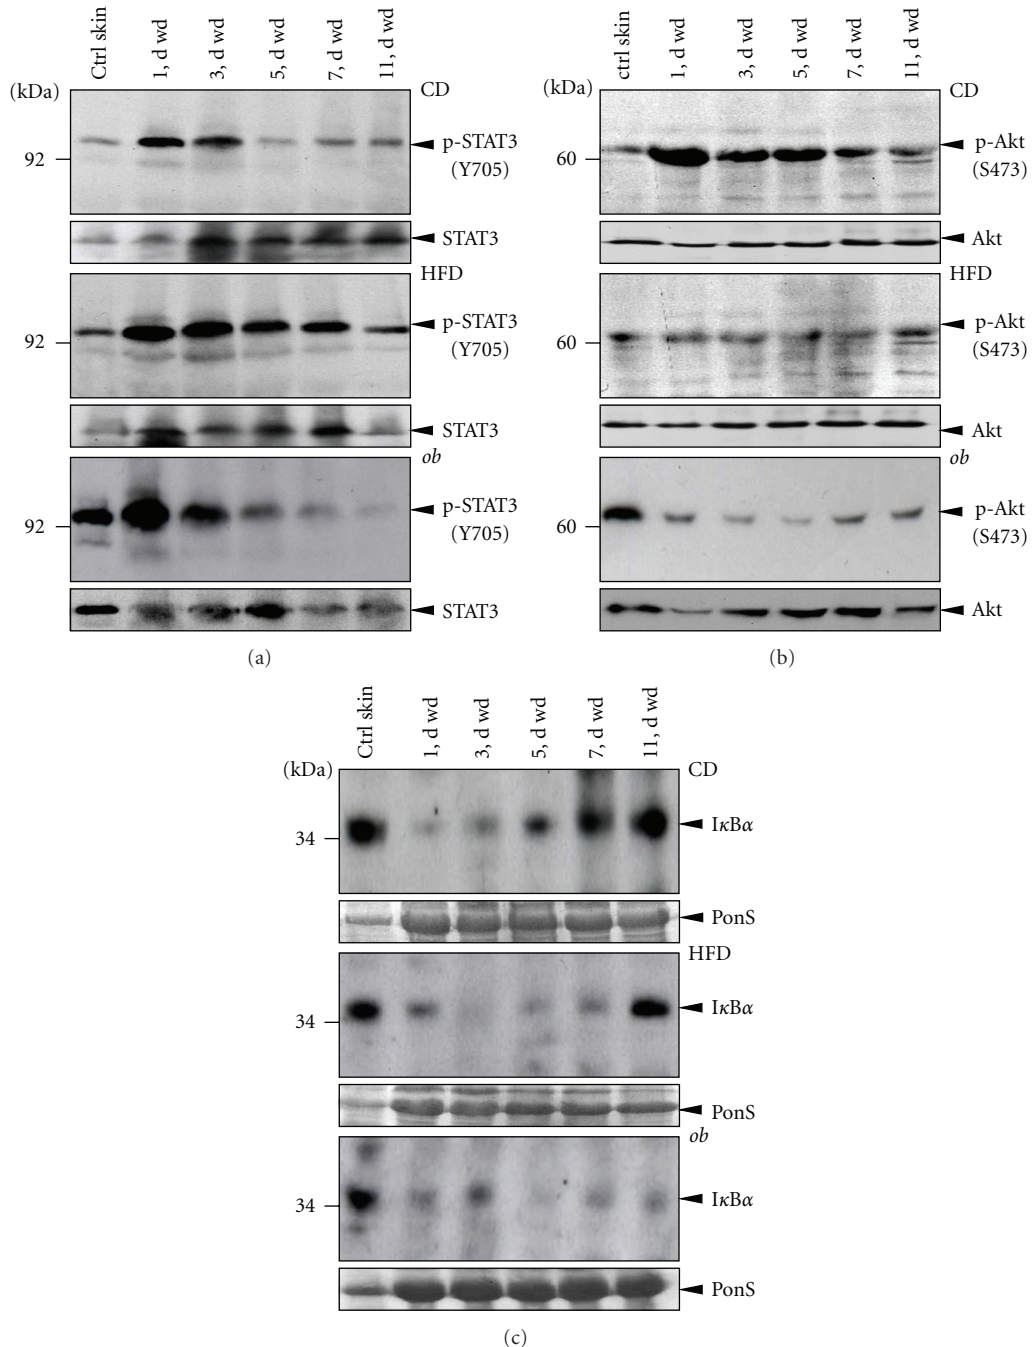 Ctrl skin
1, d wd
3, d wd
5, d wd
7, d wd
11, d wd
(kDa)
CD
92
p-STAT3
(Y705)
STAT3
HFD
92
p-STAT3
(Y705)
STAT3
ob
92
p-STAT3
(Y705)
STAT3
(a)
ctrl skin
1, d wd
3, d wd
5, d wd
7, d wd
11, d wd
(kDa)
CD
60
p-Akt
(S473)
Akt
HFD
60
p-Akt
(S473)
Akt
ob
60
p-Akt
(S473)
Akt
(b)
Ctrl skin
1, d wd
3, d wd
5, d wd
7, d wd
11, d wd
(kDa)
CD
34
IκBα
PonS
HFD
34
IκBα
PonS
ob
34
IκBα
PonS
(c)